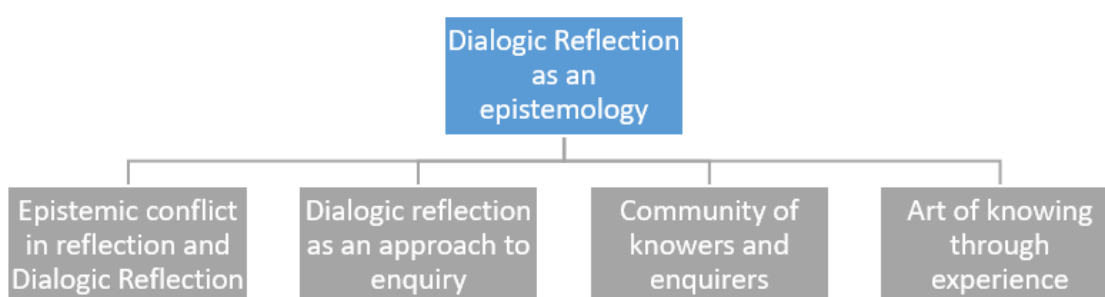 Dialogic Reflection
as an
epistemology
Epistemic conflict
in reflection and
Dialogic Reflection
Dialogic reflection
as an approach to
enquiry
Community of
knowers and
enquirers
Art of knowing
through
experience